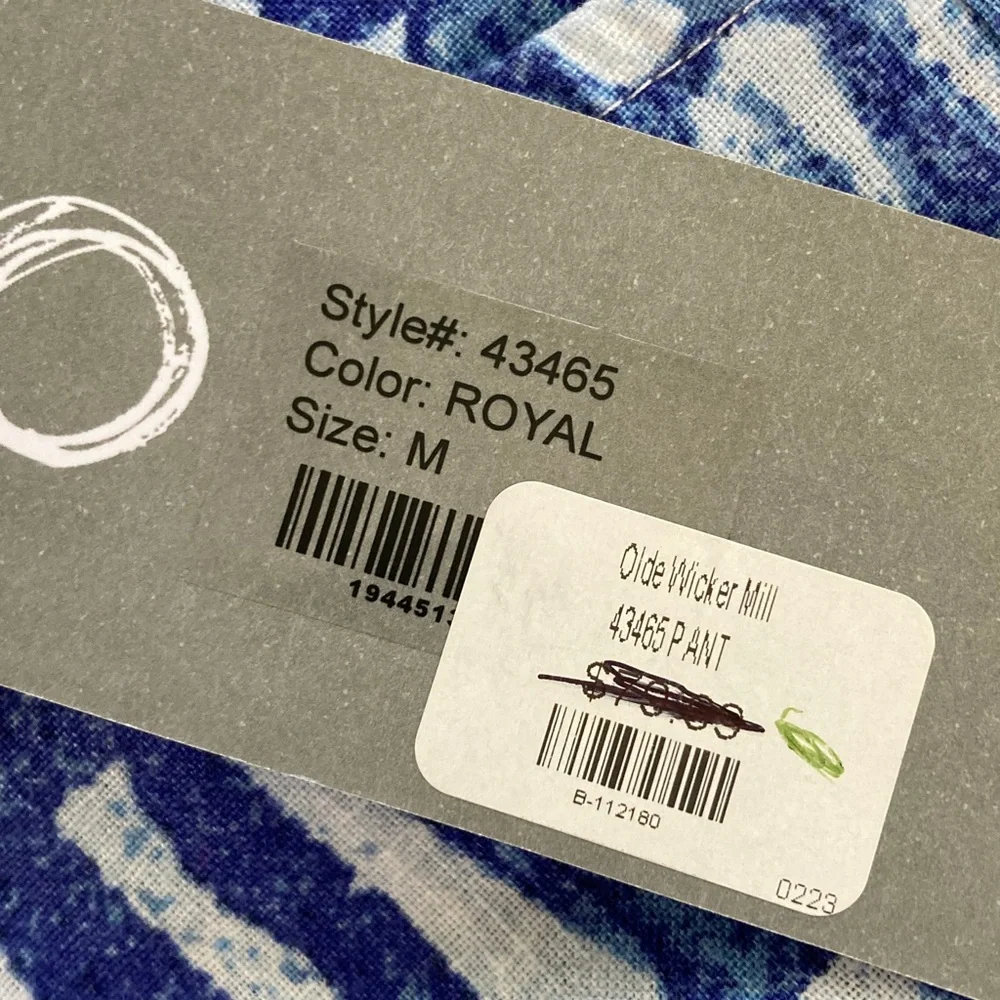 Style#: 43465
Color: ROYAL
Size: M
Olde Wicker Mill
43465 PANT
B-112180
0223